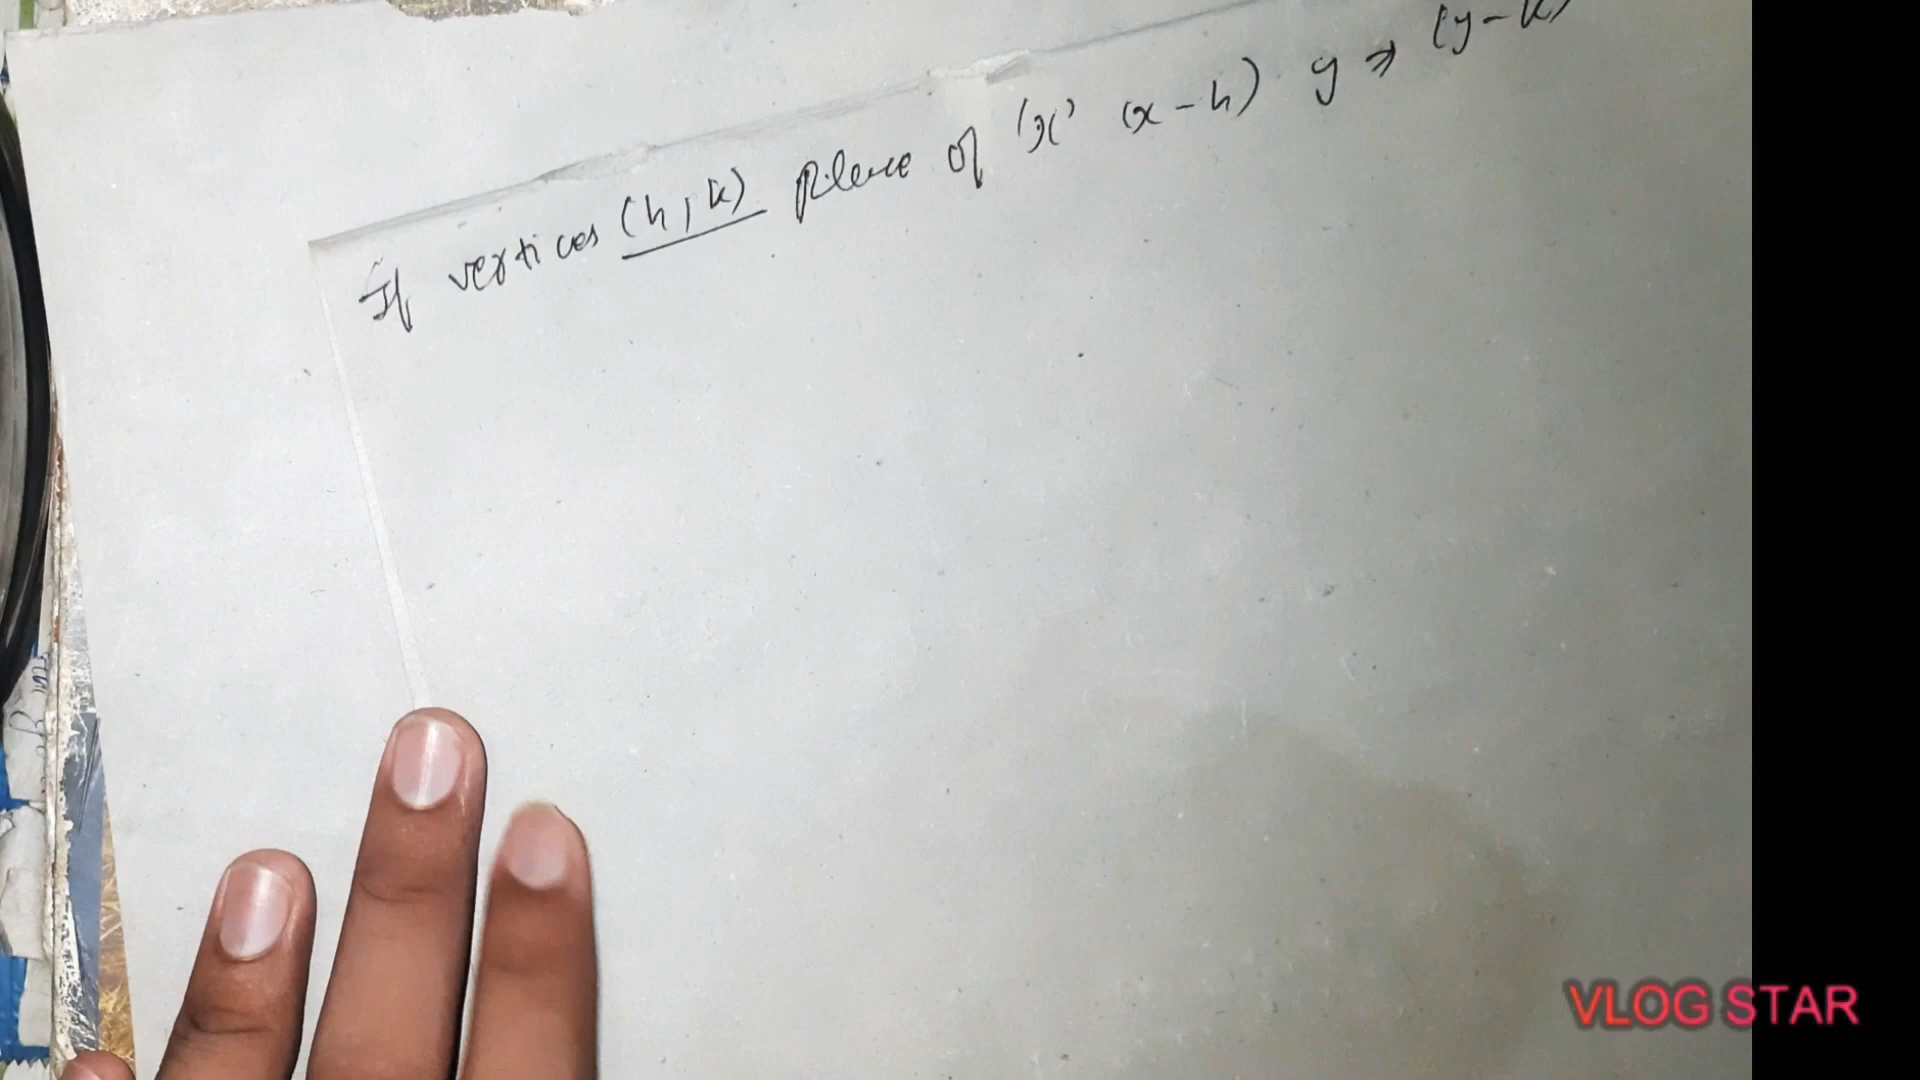 If vertices (h, k) place of 'x' (x-h) y ⇒ (y-k)
VLOG STAR